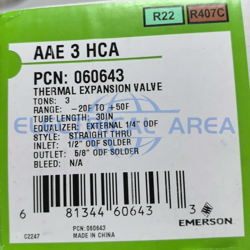 R22 R407C
AAE 3 HCA
PCN: 060643
THERMAL EXPANSION VALVE
TONS: 3
RANGE: -20F TO +50F
TUBE LENGTH: 30IN
EQUALIZER: EXTERNAL 1/4" ODF
STYLE: STRAIGHT THRU
INLET: 1/2" ODF SOLDER
OUTLET: 5/8" ODF SOLDER
BLEED: N/A
6 81344 60643 3
EMERSON
PCN:060643
C2247 MADE IN CHINA
AREA